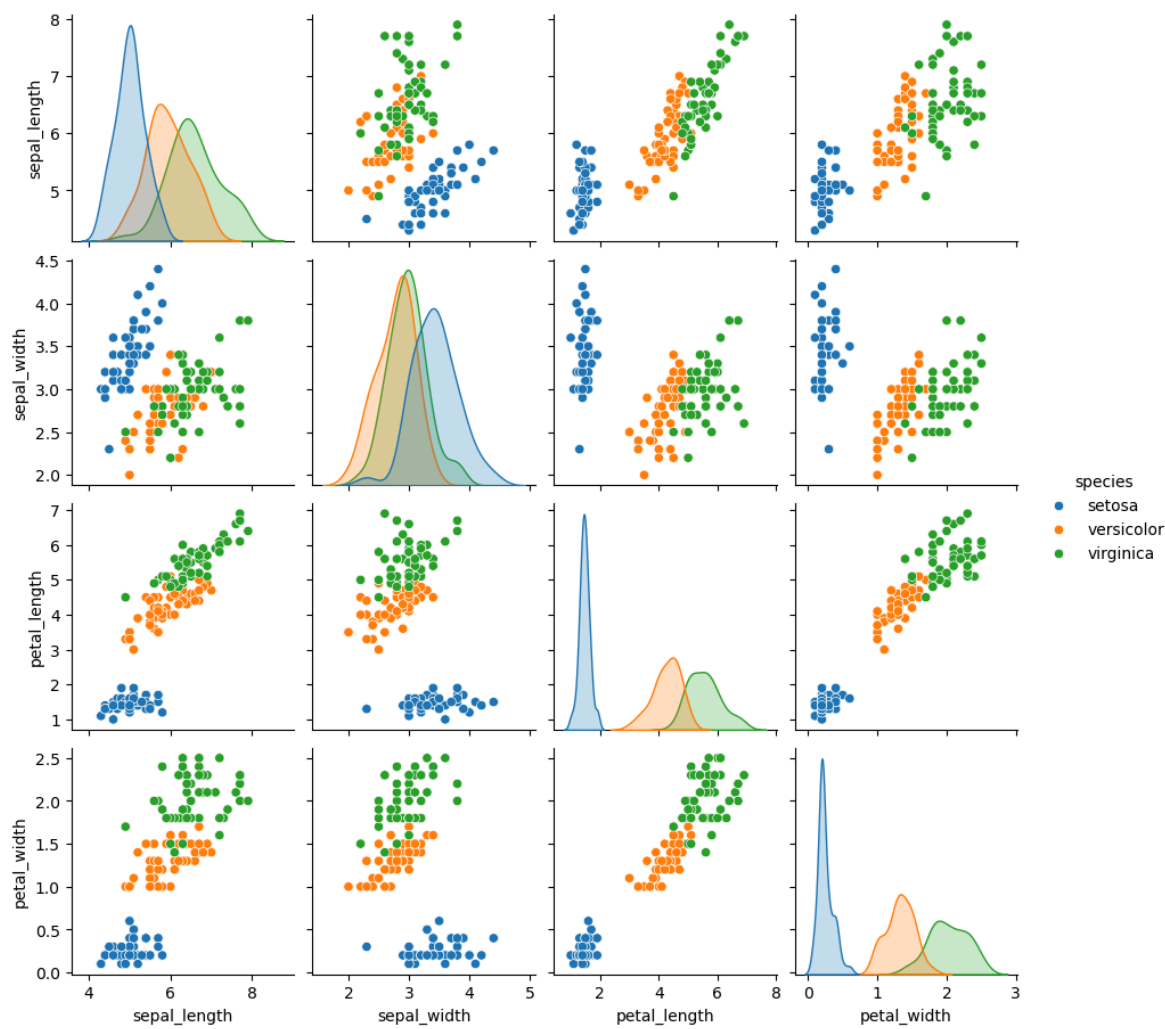 8
7
6
5
sepal_length
4.5
4.0
3.5
3.0
2.5
2.0
sepal_width
species
setosa
versicolor
virginica
7
6
5
4
3
2
1
petal_length
2.5
2.0
1.5
1.0
0.5
0.0
petal_width
4 6 8 2 3 4 5 2 4 6 8 0 1 2 3
sepal_length sepal_width petal_length petal_width